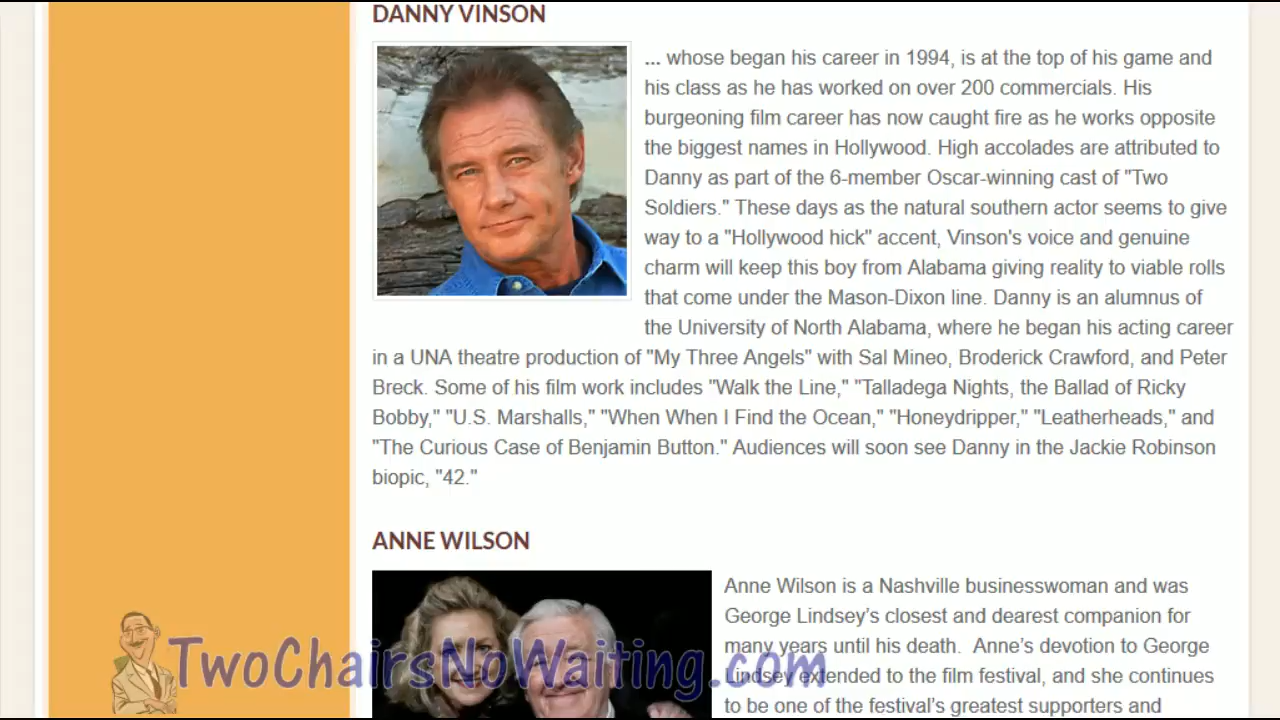 DANNY VINSON
... whose began his career in 1994, is at the top of his game and
his class as he has worked on over 200 commercials. His
burgeoning film career has now caught fire as he works opposite
the biggest names in Hollywood. High accolades are attributed to
Danny as part of the 6-member Oscar-winning cast of "Two
Soldiers." These days as the natural southern actor seems to give
way to a "Hollywood hick" accent, Vinson's voice and genuine
charm will keep this boy from Alabama giving reality to viable rolls
that come under the Mason-Dixon line. Danny is an alumnus of
the University of North Alabama, where he began his acting career
in a UNA theatre production of "My Three Angels" with Sal Mineo, Broderick Crawford, and Peter
Breck. Some of his film work includes "Walk the Line," "Talladega Nights, the Ballad of Ricky
Bobby," "U.S. Marshalls," "When When I Find the Ocean," "Honeydripper," "Leatherheads," and
"The Curious Case of Benjamin Button." Audiences will soon see Danny in the Jackie Robinson
biopic, "42."
ANNE WILSON
Anne Wilson is a Nashville businesswoman and was
George Lindsey's closest and dearest companion for
many years until his death. Anne's devotion to George
Lindsey extended to the film festival, and she continues
to be one of the festival's greatest supporters and
TwoChairsNoWaiting.com